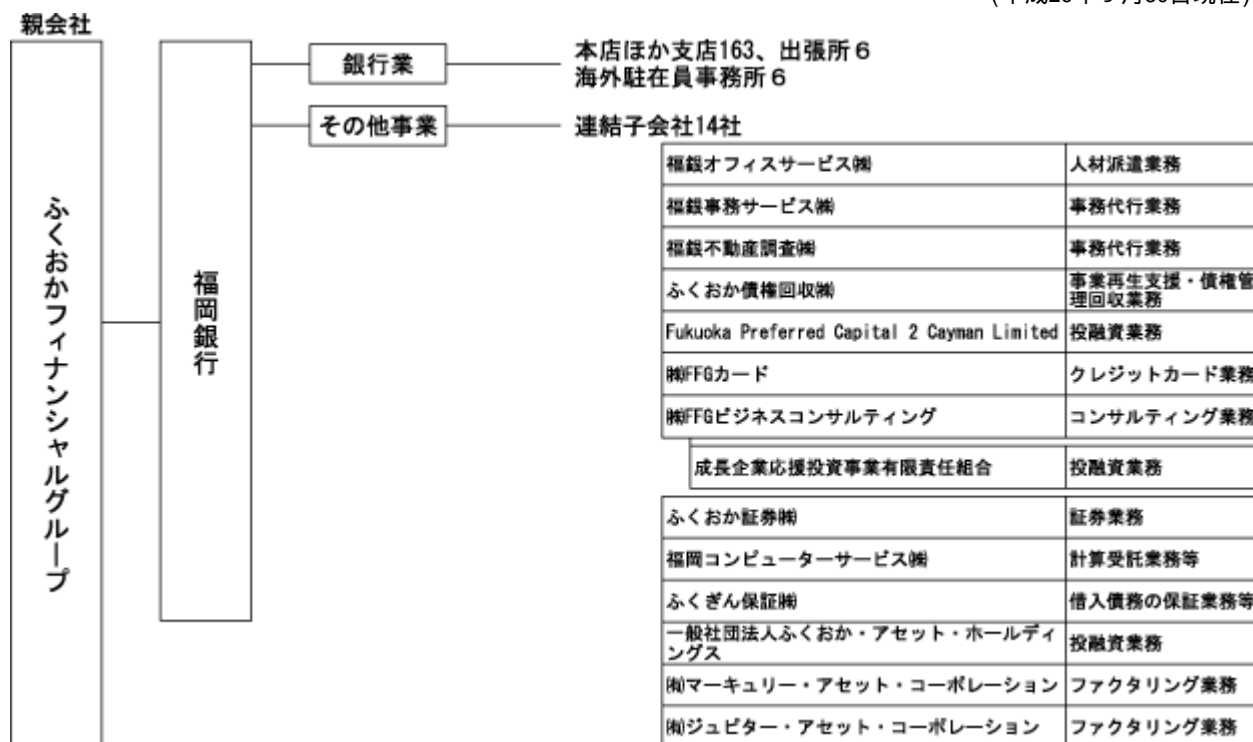 親会社
銀行業
本店ほか支店163、出張所６
海外駐在員事務所６
その他事業
連結子会社14社
ふくおかフィナンシャルグループ
福岡銀行
福銀オフィスサービス㈱
人材派遣業務
福銀事務サービス㈱
事務代行業務
福銀不動産調査㈱
事務代行業務
ふくおか債権回収㈱
事業再生支援・債権管
理回収業務
Fukuoka Preferred Capital 2 Cayman Limited
投融資業務
㈱FFGカード
クレジットカード業務
㈱FFGビジネスコンサルティング
コンサルティング業務
成長企業応援投資事業有限責任組合
投融資業務
ふくおか証券㈱
証券業務
福岡コンピューターサービス㈱
計算受託業務等
ふくぎん保証㈱
借入債務の保証業務等
一般社団法人ふくおか・アセット・ホールディ
ングス
投融資業務
㈲マーキュリー・アセット・コーポレーション
ファクタリング業務
㈲ジュピター・アセット・コーポレーション
ファクタリング業務